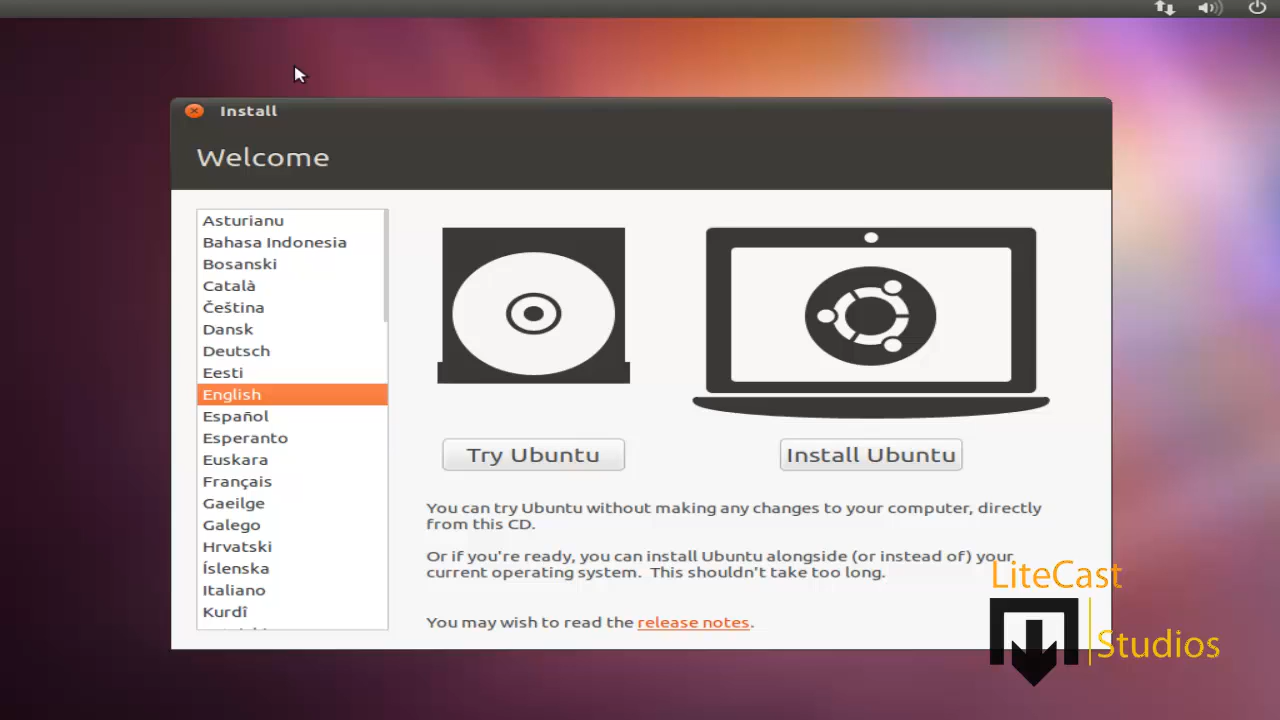 Install
Welcome
Asturianu
Bahasa Indonesia
Bosanski
Català
Čeština
Dansk
Deutsch
Eesti
English
Español
Esperanto
Euskara
Français
Gaeilge
Galego
Hrvatski
Íslenska
Italiano
Kurdî
Try Ubuntu
Install Ubuntu
You can try Ubuntu without making any changes to your computer, directly
from this CD.
Or if you're ready, you can install Ubuntu alongside (or instead of) your
current operating system.  This shouldn't take too long.
You may wish to read the release notes.
LiteCast
Studios